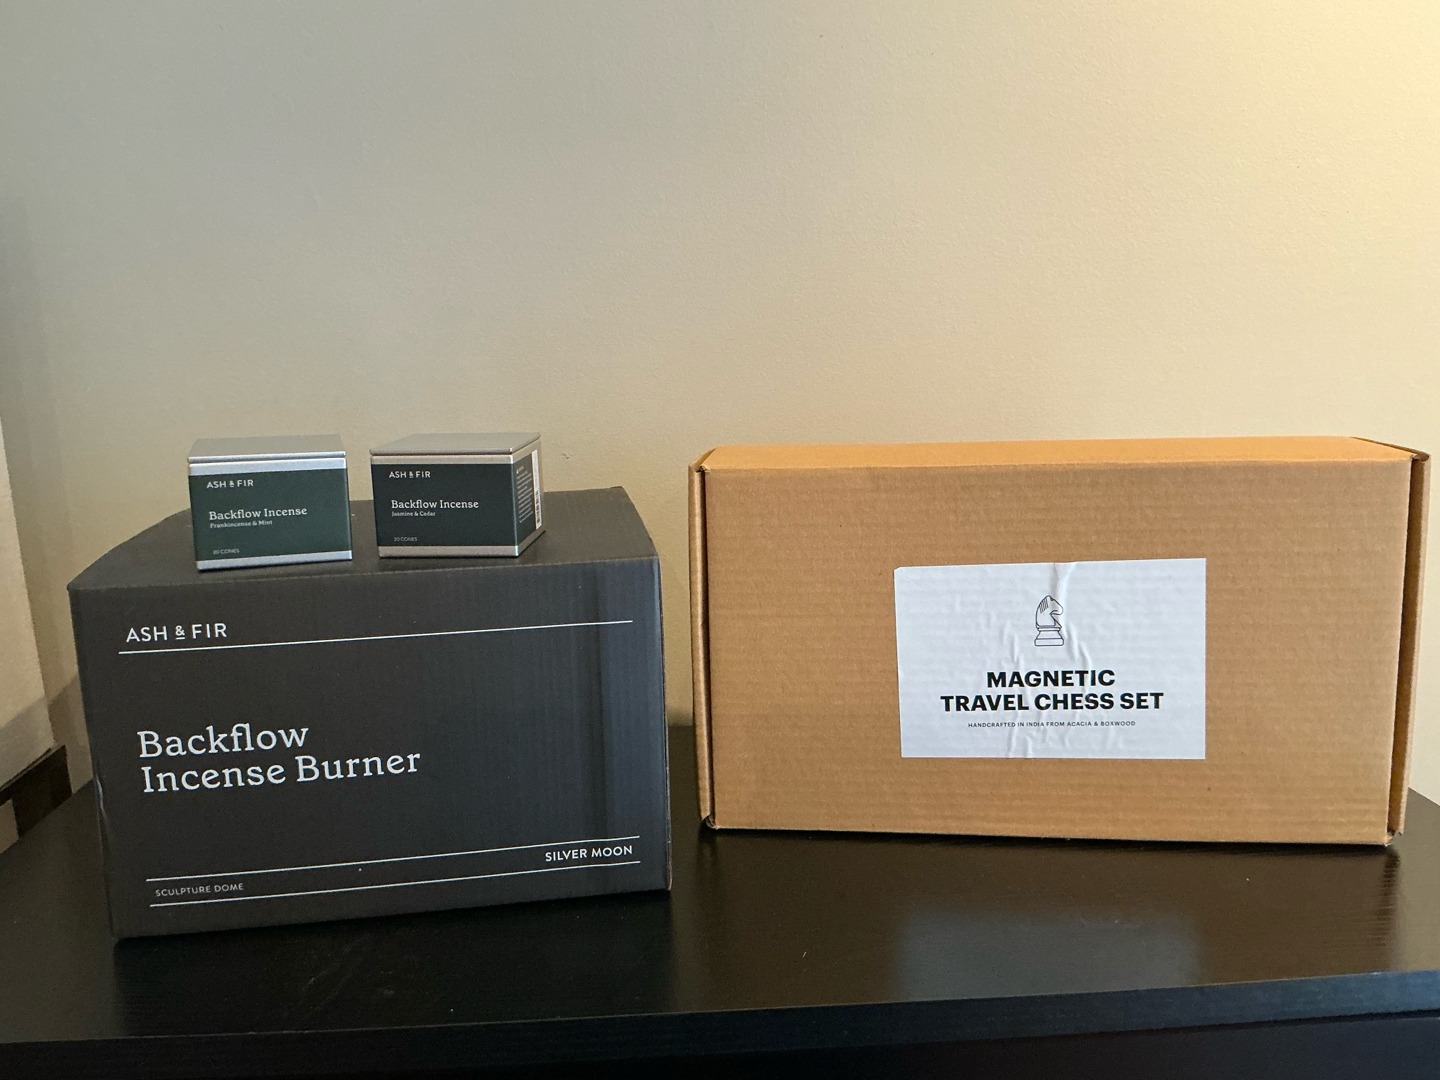 ASH & FIR
Backflow Incense
Frankincense & Mint
20 CONES
ASH & FIR
Backflow Incense
Jasmine & Cedar
20 CONES
ASH & FIR
Backflow
Incense Burner
SILVER MOON
SCULPTURE DOME
MAGNETIC
TRAVEL CHESS SET
HANDCRAFTED IN INDIA FROM ACACIA & BOXWOOD